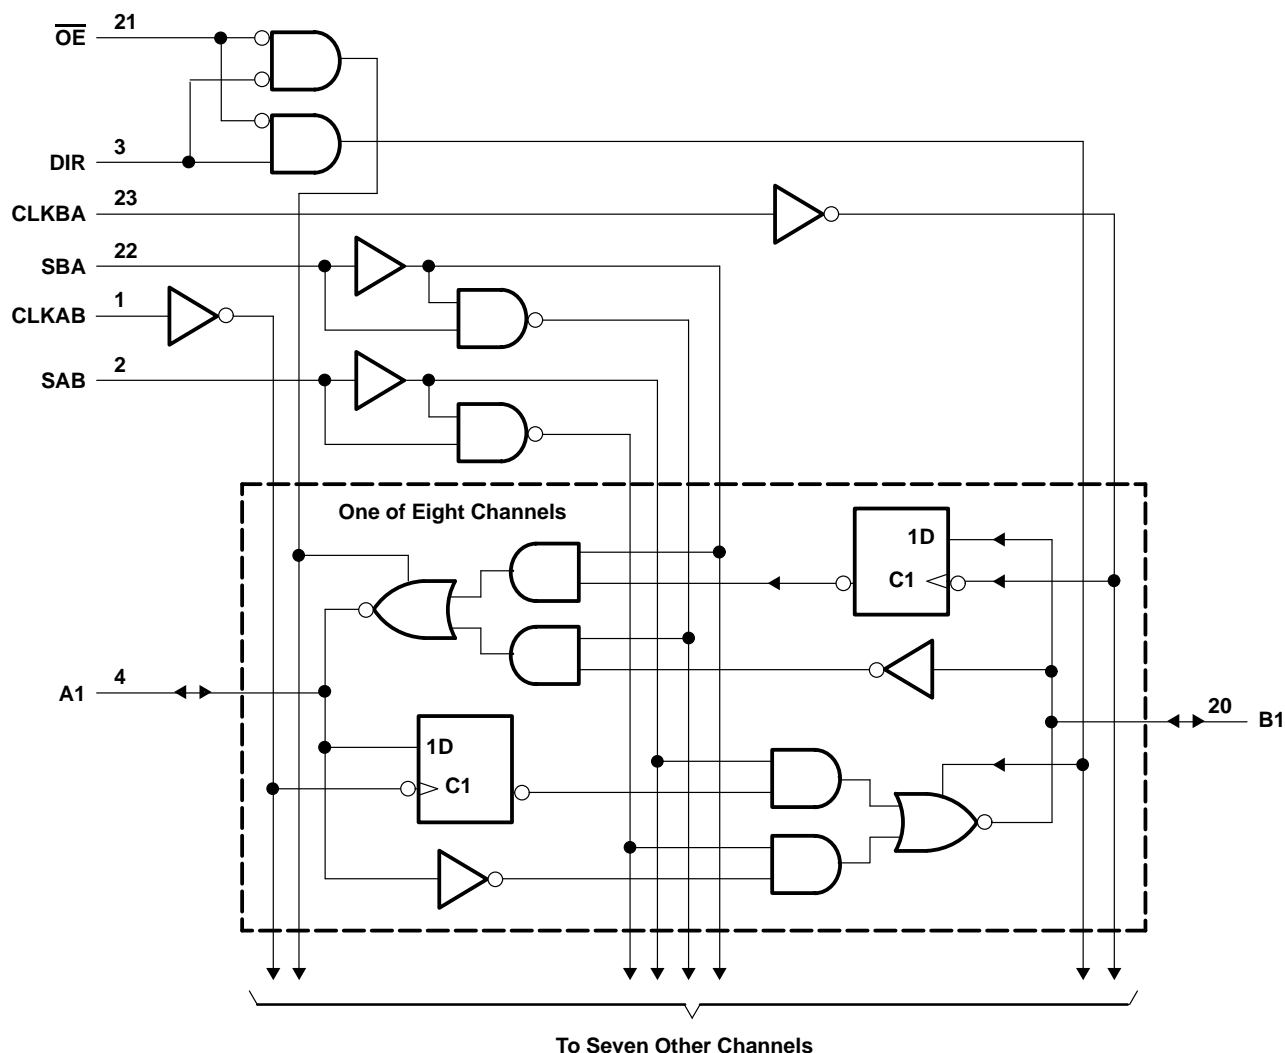 OE 21
DIR 3
CLKBA 23
SBA 22
CLKAB 1
SAB 2
One of Eight Channels
1D
C1
A1 4
20 B1
1D
C1
To Seven Other Channels